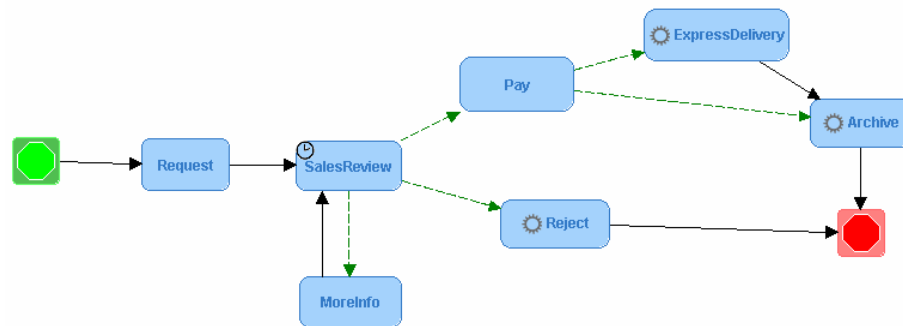 ExpressDelivery
Pay
Archive
Request
SalesReview
Reject
MoreInfo